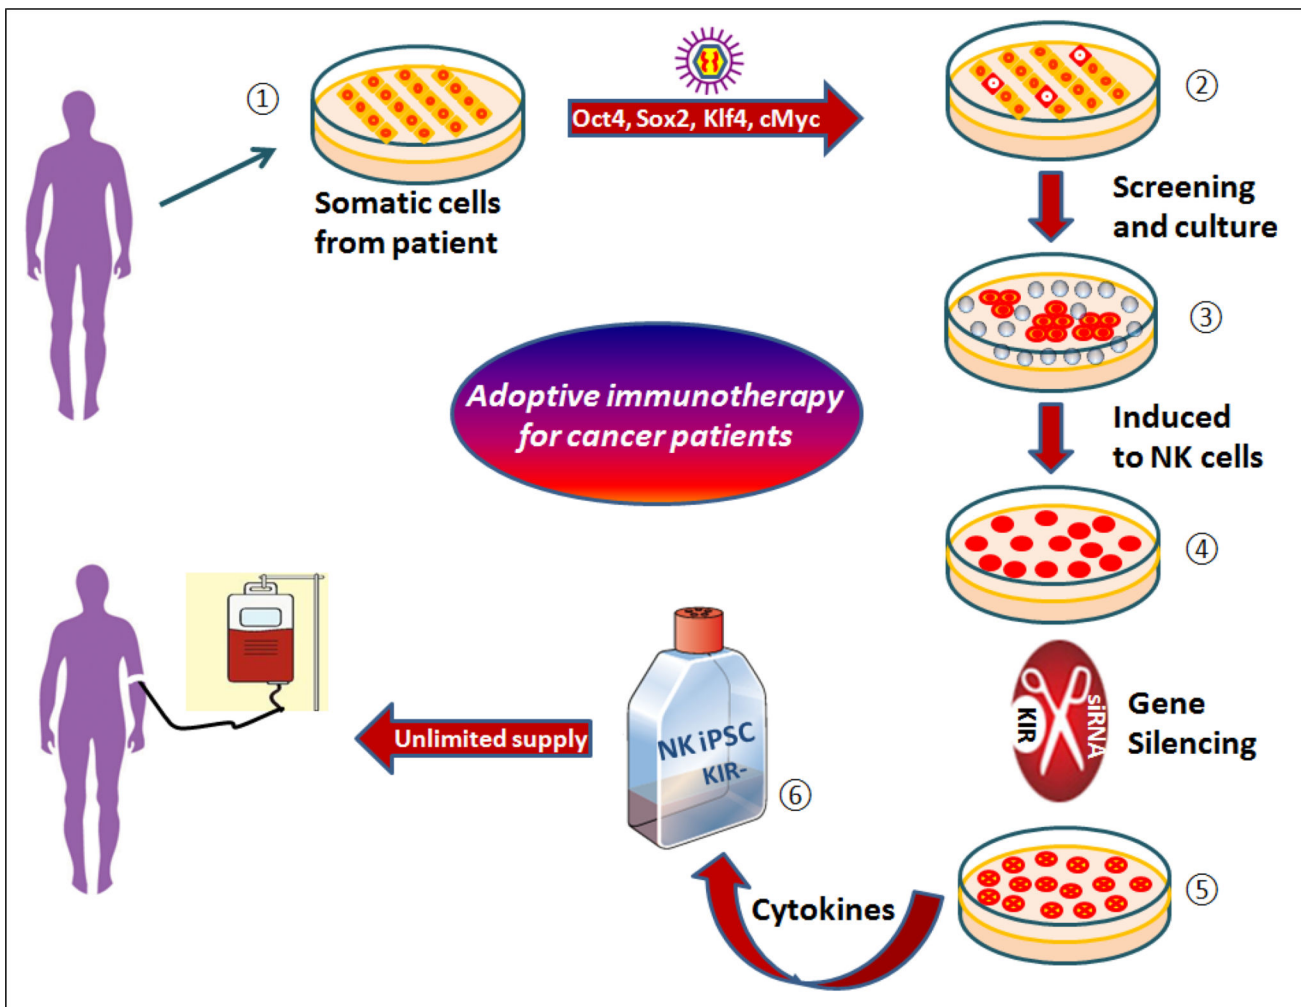 ①
Somatic cells
from patient
Oct4, Sox2, Klf4, cMyc
②
Screening
and culture
③
Induced
to NK cells
④
Adoptive immunotherapy
for cancer patients
siRNA
KIR
Gene
Silencing
⑤
Cytokines
NK iPSC
KIR-
⑥
Unlimited supply